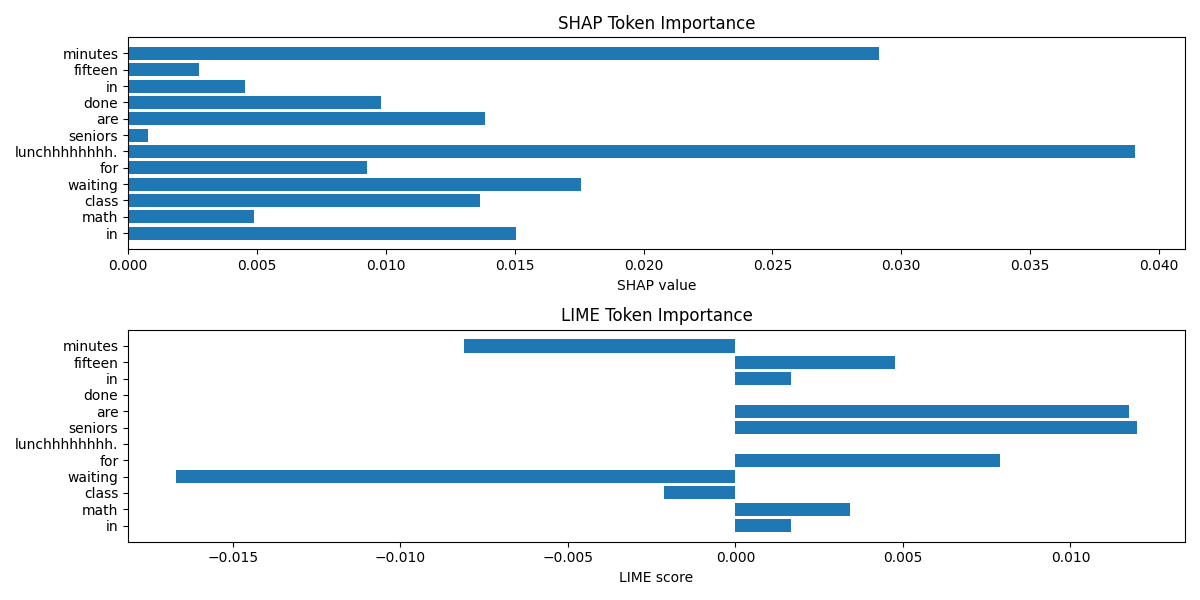 SHAP Token Importance
minutes
fifteen
in
done
are
seniors
lunchhhhhhhh.
for
waiting
class
math
in
0.000 0.005 0.010 0.015 0.020 0.025 0.030 0.035 0.040
SHAP value
LIME Token Importance
minutes
fifteen
in
done
are
seniors
lunchhhhhhhh.
for
waiting
class
math
in
−0.015 −0.010 −0.005 0.000 0.005 0.010
LIME score